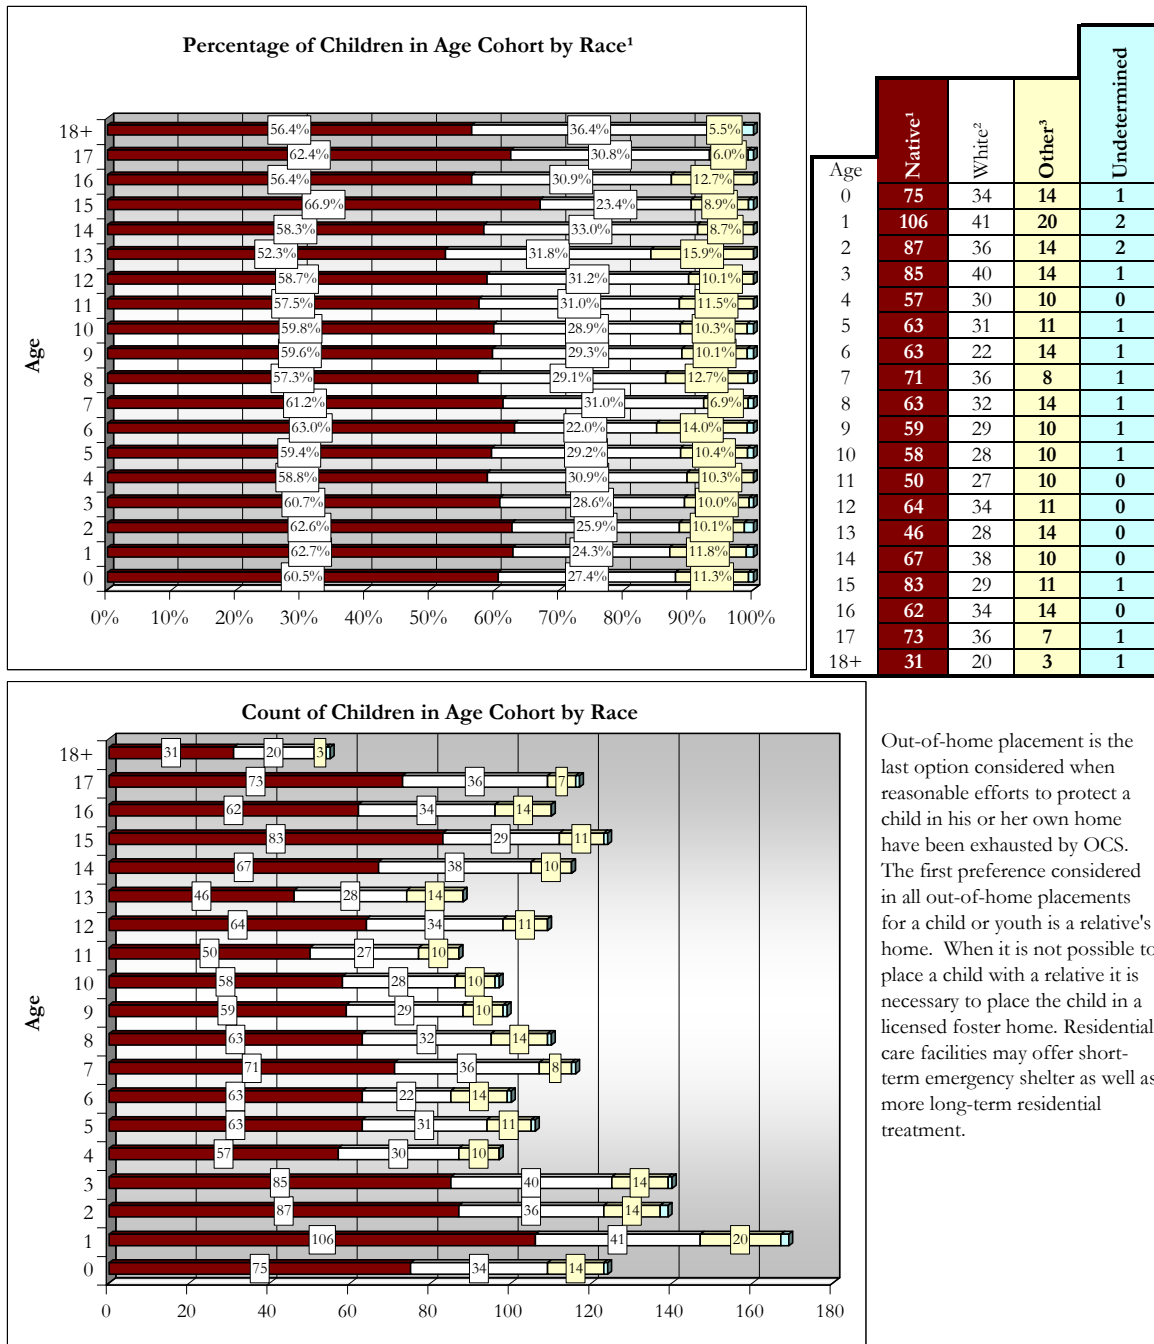 Percentage of Children in Age Cohort by Race¹
Age
18+ 56.4% 36.4% 5.5%
17 62.4% 30.8% 6.0%
16 56.4% 30.9% 12.7%
15 66.9% 23.4% 8.9%
14 58.3% 33.0% 8.7%
13 52.3% 31.8% 15.9%
12 58.7% 31.2% 10.1%
11 57.5% 31.0% 11.5%
10 59.8% 28.9% 10.3%
9 59.6% 29.3% 10.1%
8 57.3% 29.1% 12.7%
7 61.2% 31.0% 6.9%
6 63.0% 22.0% 14.0%
5 59.4% 29.2% 10.4%
4 58.8% 30.9% 10.3%
3 60.7% 28.6% 10.0%
2 62.6% 25.9% 10.1%
1 62.7% 24.3% 11.8%
0 60.5% 27.4% 11.3%
0% 10% 20% 30% 40% 50% 60% 70% 80% 90% 100%
Age Native¹ White² Other³ Undetermined
0 75 34 14 1
1 106 41 20 2
2 87 36 14 2
3 85 40 14 1
4 57 30 10 0
5 63 31 11 1
6 63 22 14 1
7 71 36 8 1
8 63 32 14 1
9 59 29 10 1
10 58 28 10 1
11 50 27 10 0
12 64 34 11 0
13 46 28 14 0
14 67 38 10 0
15 83 29 11 1
16 62 34 14 0
17 73 36 7 1
18+ 31 20 3 1
Count of Children in Age Cohort by Race
Age
18+ 31 20 3
17 73 36 7
16 62 34 14
15 83 29 11
14 67 38 10
13 46 28 14
12 64 34 11
11 50 27 10
10 58 28 10
9 59 29 10
8 63 32 14
7 71 36 8
6 63 22 14
5 63 31 11
4 57 30 10
3 85 40 14
2 87 36 14
1 106 41 20
0 75 34 14
0 20 40 60 80 100 120 140 160 180
Out-of-home placement is the
last option considered when
reasonable efforts to protect a
child in his or her own home
have been exhausted by OCS.
The first preference considered
in all out-of-home placements
for a child or youth is a relative's
home. When it is not possible to
place a child with a relative it is
necessary to place the child in a
licensed foster home. Residential
care facilities may offer short-
term emergency shelter as well as
more long-term residential
treatment.